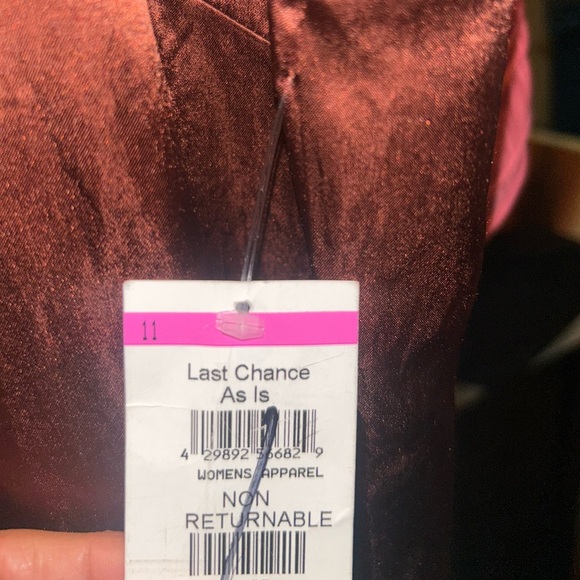 11
Last Chance
As Is
4 29892 56682 9
WOMENS APPAREL
NON
RETURNABLE